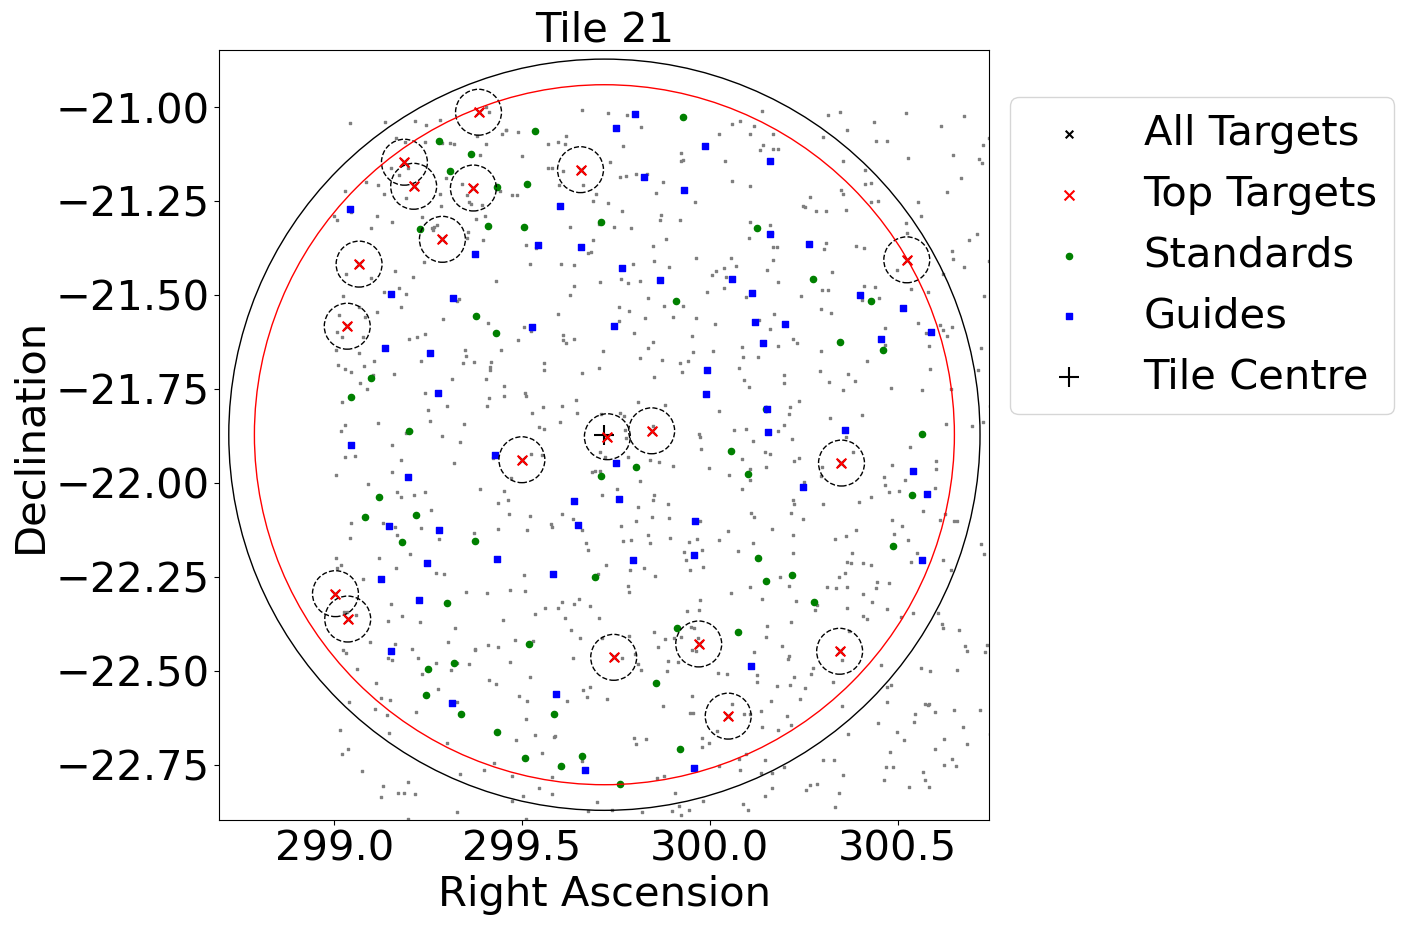 Tile 21
−21.00
−21.25
−21.50
−21.75
−22.00
−22.25
−22.50
−22.75
Declination
299.0 299.5 300.0 300.5
Right Ascension
All Targets
Top Targets
Standards
Guides
Tile Centre